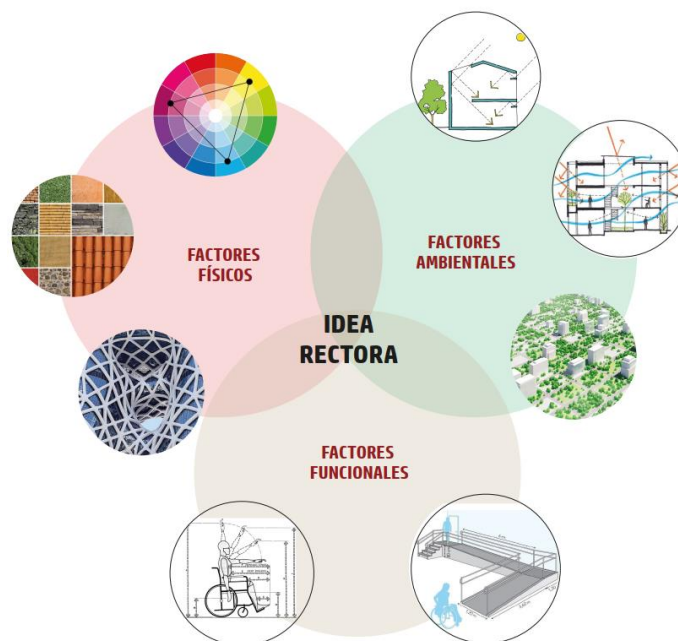 FACTORES
FÍSICOS
FACTORES
AMBIENTALES
IDEA
RECTORA
FACTORES
FUNCIONALES